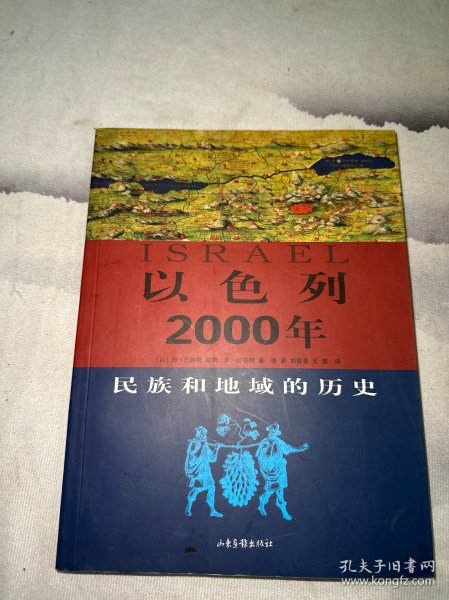 ISRAEL
以色列
2000年
民族和地域的历史
山东画报出版社
孔夫子旧书网
www.kongfz.com